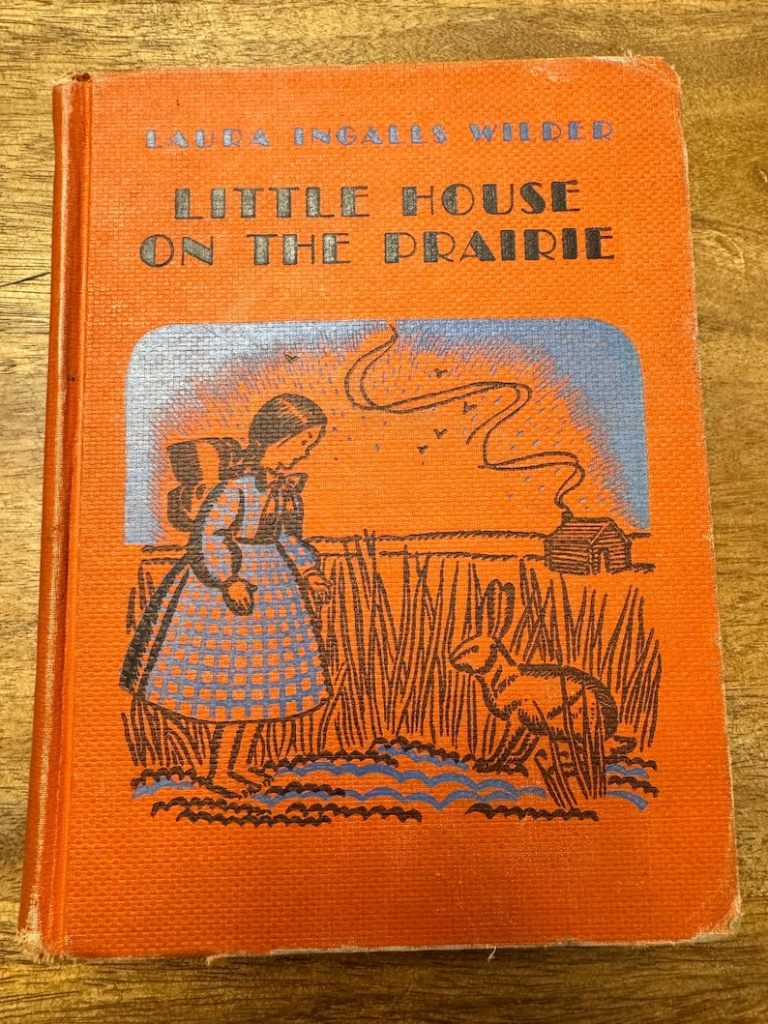 LAURA INGALLS WILDER
LITTLE HOUSE
ON THE PRAIRIE